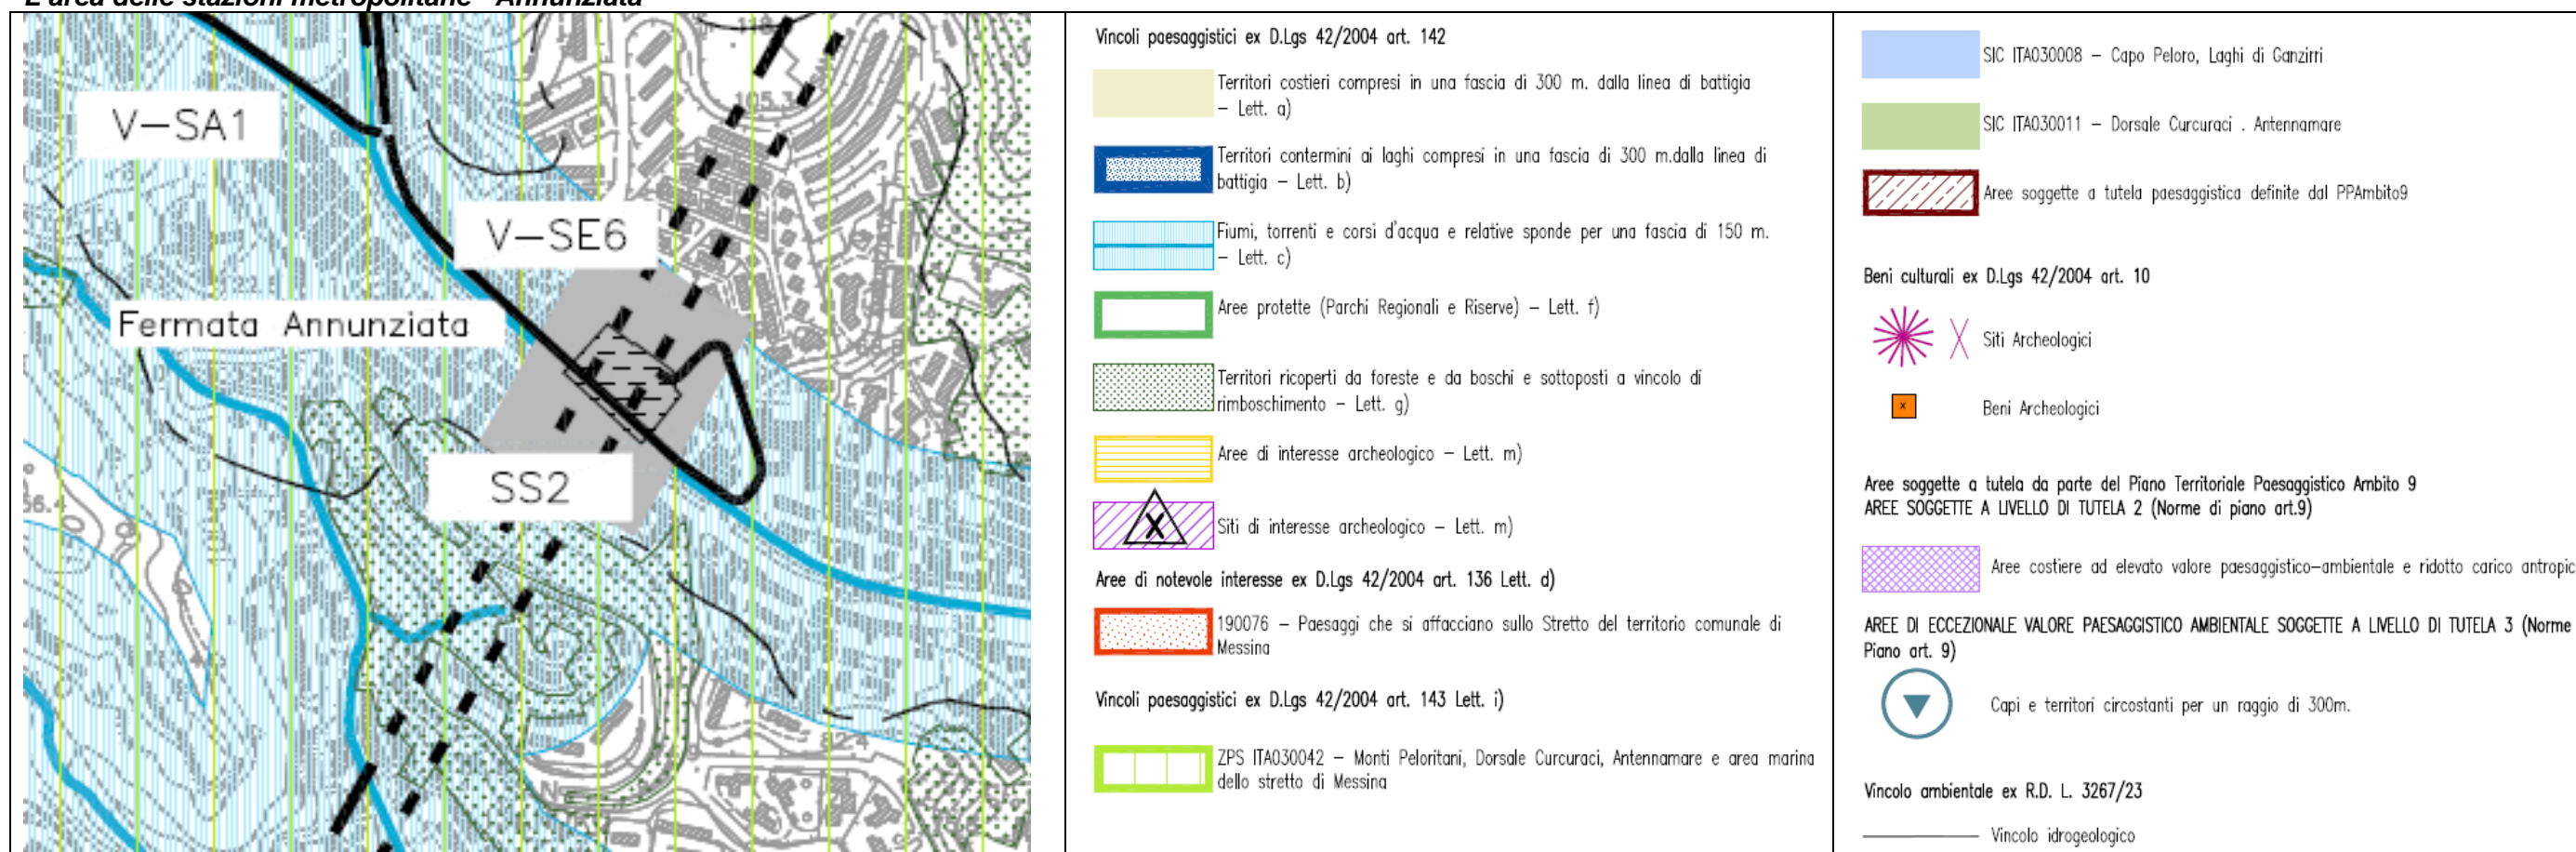 L'area delle stazioni metropolitane - Annunziata
V-SA1
105.3
V-SE6
Fermata Annunziata
SS2
56.4
Vincoli paesaggistici ex D.Lgs 42/2004 art. 142
Territori costieri compresi in una fascia di 300 m. dalla linea di battigia
- Lett. a)
Territori contermini ai laghi compresi in una fascia di 300 m.dalla linea di
battigia - Lett. b)
Fiumi, torrenti e corsi d'acqua e relative sponde per una fascia di 150 m.
- Lett. c)
Aree protette (Parchi Regionali e Riserve) - Lett. f)
Territori ricoperti da foreste e da boschi e sottoposti a vincolo di
rimboschimento - Lett. g)
Aree di interesse archeologico - Lett. m)
X
Siti di interesse archeologico - Lett. m)
Aree di notevole interesse ex D.Lgs 42/2004 art. 136 Lett. d)
190076 - Paesaggi che si affacciano sullo Stretto del territorio comunale di
Messina
Vincoli paesaggistici ex D.Lgs 42/2004 art. 143 Lett. i)
ZPS ITA030042 - Monti Peloritani, Dorsale Curcuraci, Antennamare e area marina
dello stretto di Messina
SIC ITA030008 - Capo Peloro, Laghi di Ganzirri
SIC ITA030011 - Dorsale Curcuraci . Antennamare
Aree soggette a tutela paesaggistica definite dal PPAmbito9
Beni culturali ex D.Lgs 42/2004 art. 10
Siti Archeologici
x
Beni Archeologici
Aree soggette a tutela da parte del Piano Territoriale Paesaggistico Ambito 9
AREE SOGGETTE A LIVELLO DI TUTELA 2 (Norme di piano art.9)
Aree costiere ad elevato valore paesaggistico-ambientale e ridotto carico antropic
AREE DI ECCEZIONALE VALORE PAESAGGISTICO AMBIENTALE SOGGETTE A LIVELLO DI TUTELA 3 (Norme
Piano art. 9)
Capi e territori circostanti per un raggio di 300m.
Vincolo ambientale ex R.D. L. 3267/23
Vincolo idrogeologico